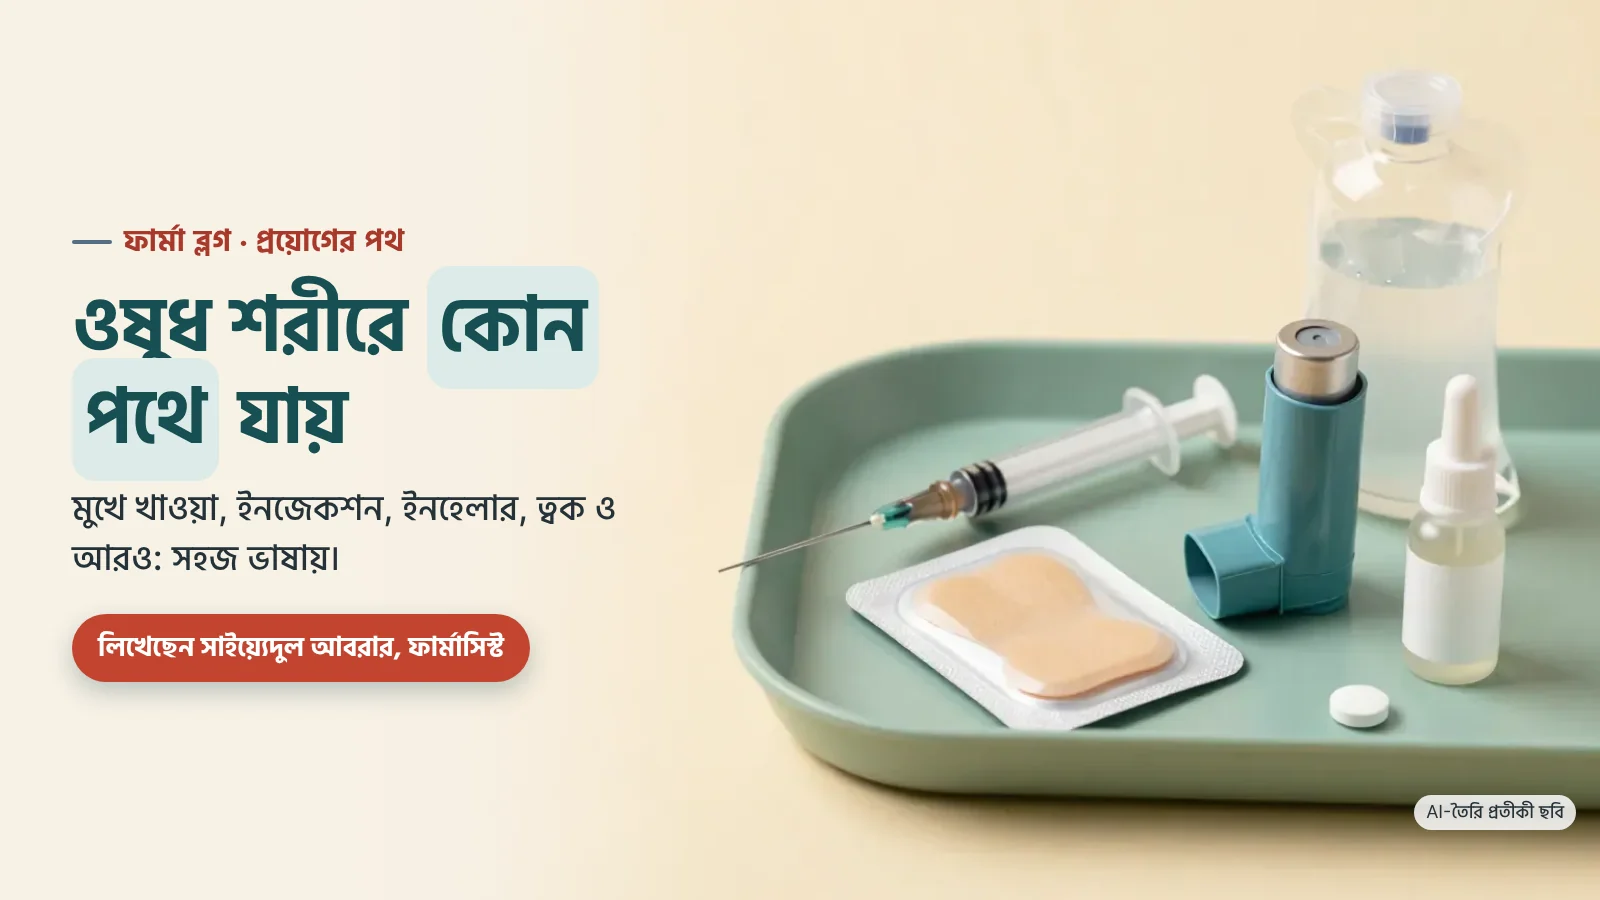 ফার্মা ব্লগ · প্রয়োগের পথ
ওষুধ শরীরে কোন
পথে যায়
মুখে খাওয়া, ইনজেকশন, ইনহেলার, ত্বক ও
আরও: সহজ ভাষায়।
লিখেছেন সাইয়্যেদুল আবরার, ফার্মাসিস্ট
AI-তৈরি প্রতীকী ছবি